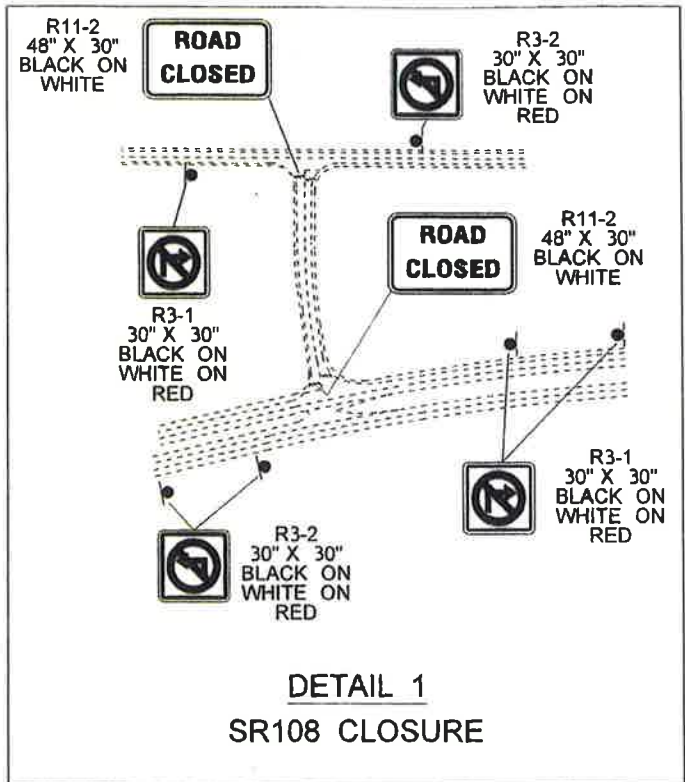 R11-2
48" X 30"
BLACK ON
WHITE
ROAD
CLOSED
R3-2
30" X 30"
BLACK ON
WHITE ON
RED
R3-1
30" X 30"
BLACK ON
WHITE ON
RED
ROAD
CLOSED
R11-2
48" X 30"
BLACK ON
WHITE
R3-2
30" X 30"
BLACK ON
WHITE ON
RED
R3-1
30" X 30"
BLACK ON
WHITE ON
RED
DETAIL 1
SR108 CLOSURE